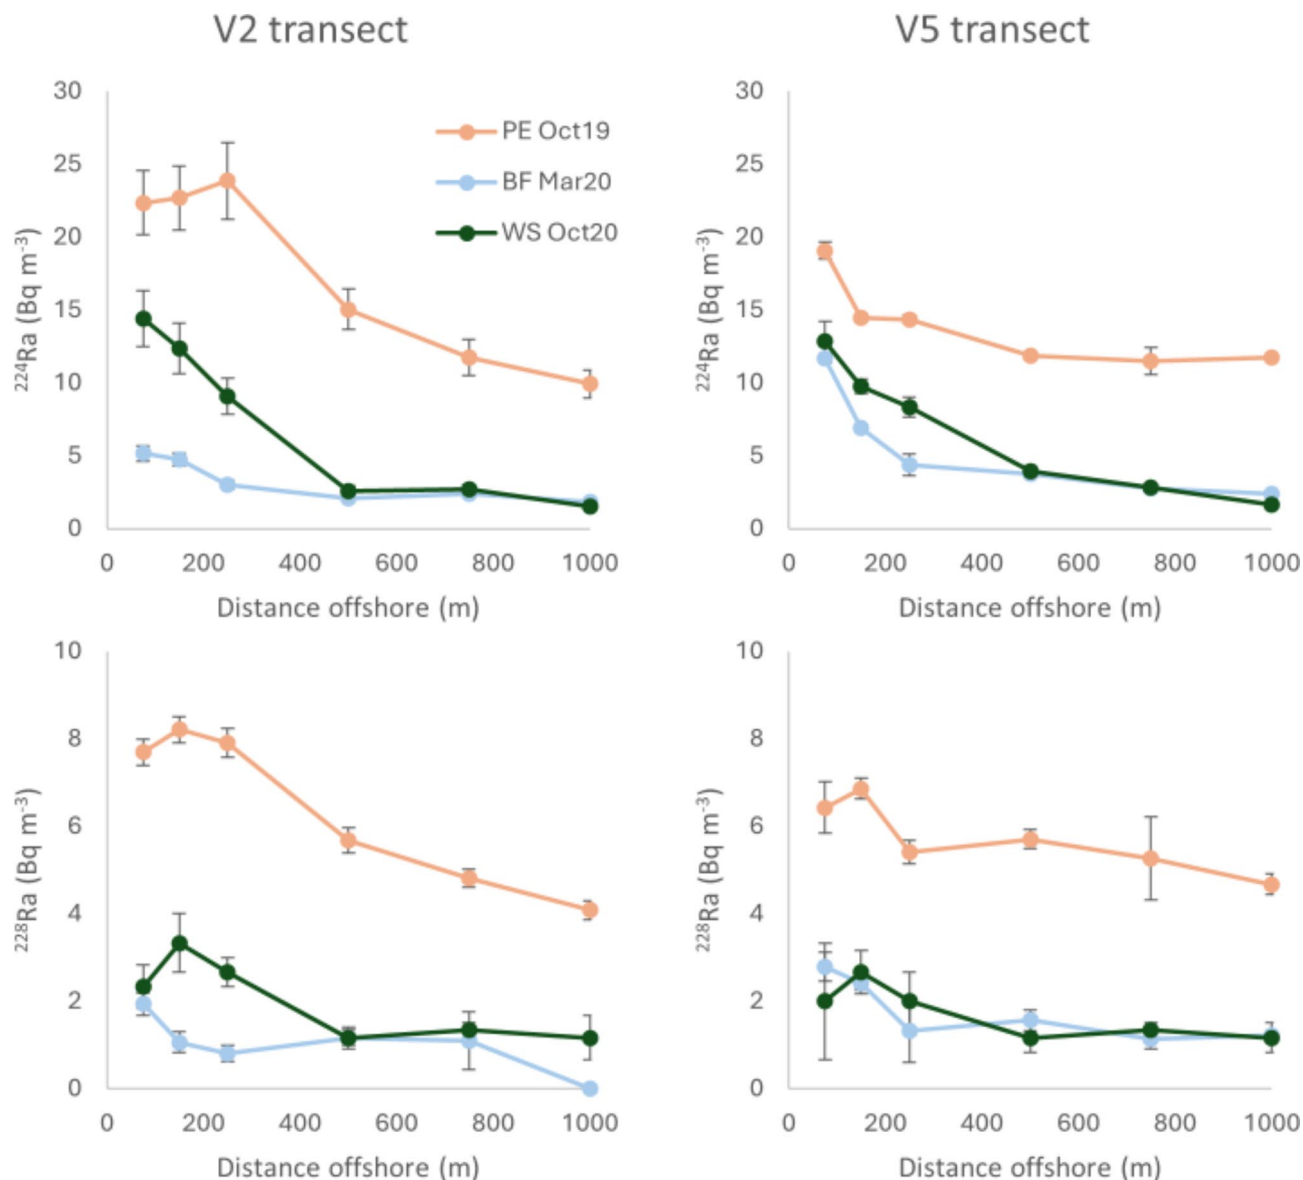 V2 transect
V5 transect
30
25
20
15
10
5
0
²²⁴Ra (Bq m⁻³)
PE Oct19
BF Mar20
WS Oct20
0 200 400 600 800 1000
Distance offshore (m)
30
25
20
15
10
5
0
²²⁴Ra (Bq m⁻³)
0 200 400 600 800 1000
Distance offshore (m)
10
8
6
4
2
0
²²⁸Ra (Bq m⁻³)
0 200 400 600 800 1000
Distance offshore (m)
10
8
6
4
2
0
²²⁸Ra (Bq m⁻³)
0 200 400 600 800 1000
Distance offshore (m)